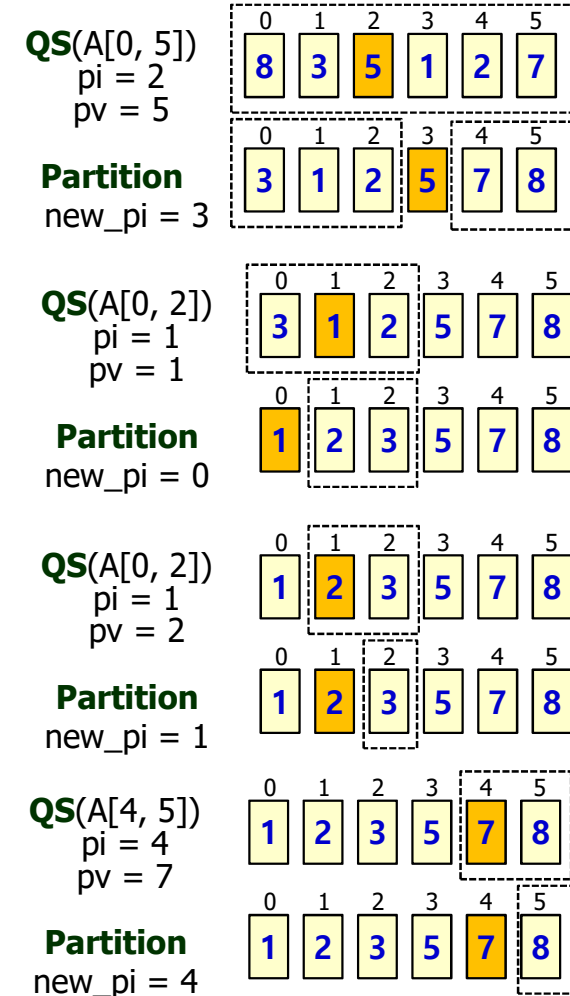 0 1 2 3 4 5
QS(A[0, 5])
pi = 2
pv = 5
8 3 5 1 2 7
0 1 2 3 4 5
Partition
new_pi = 3
3 1 2 5 7 8
0 1 2 3 4 5
QS(A[0, 2])
pi = 1
pv = 1
3 1 2 5 7 8
0 1 2 3 4 5
Partition
new_pi = 0
1 2 3 5 7 8
0 1 2 3 4 5
QS(A[0, 2])
pi = 1
pv = 2
1 2 3 5 7 8
0 1 2 3 4 5
Partition
new_pi = 1
1 2 3 5 7 8
0 1 2 3 4 5
QS(A[4, 5])
pi = 4
pv = 7
1 2 3 5 7 8
0 1 2 3 4 5
Partition
new_pi = 4
1 2 3 5 7 8